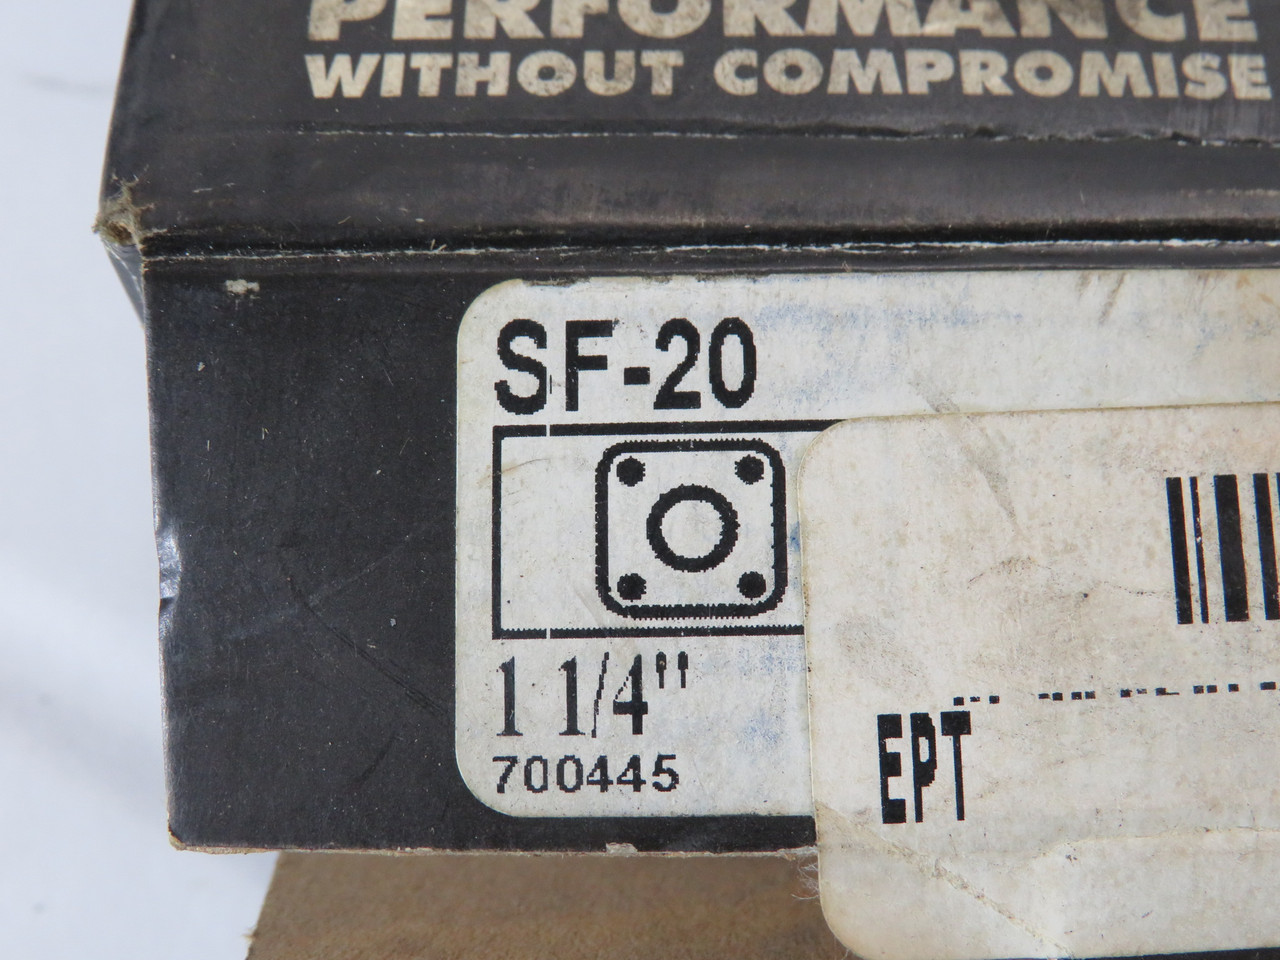 PERFORMANCE
WITHOUT COMPROMISE
SF-20
1 1/4"
700445
EPT